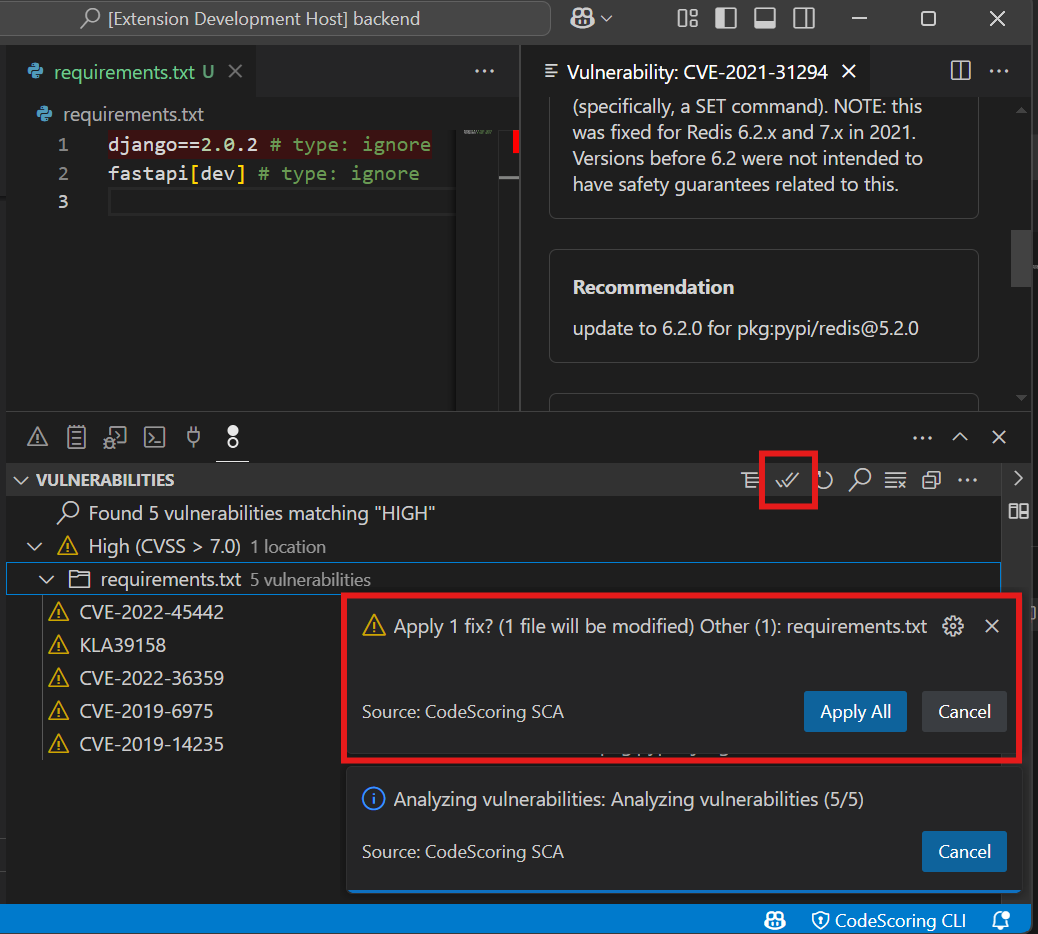 [Extension Development Host] backend
requirements.txt U
requirements.txt
1 django==2.0.2 # type: ignore
2 fastapi[dev] # type: ignore
3
Vulnerability: CVE-2021-31294
(specifically, a SET command). NOTE: this
was fixed for Redis 6.2.x and 7.x in 2021.
Versions before 6.2 were not intended to
have safety guarantees related to this.
Recommendation
update to 6.2.0 for pkg:pypi/redis@5.2.0
VULNERABILITIES
Found 5 vulnerabilities matching "HIGH"
High (CVSS > 7.0) 1 location
requirements.txt 5 vulnerabilities
CVE-2022-45442
KLA39158
CVE-2022-36359
CVE-2019-6975
CVE-2019-14235
Apply 1 fix? (1 file will be modified) Other (1): requirements.txt
Source: CodeScoring SCA
Apply All
Cancel
Analyzing vulnerabilities: Analyzing vulnerabilities (5/5)
Source: CodeScoring SCA
Cancel
CodeScoring CLI